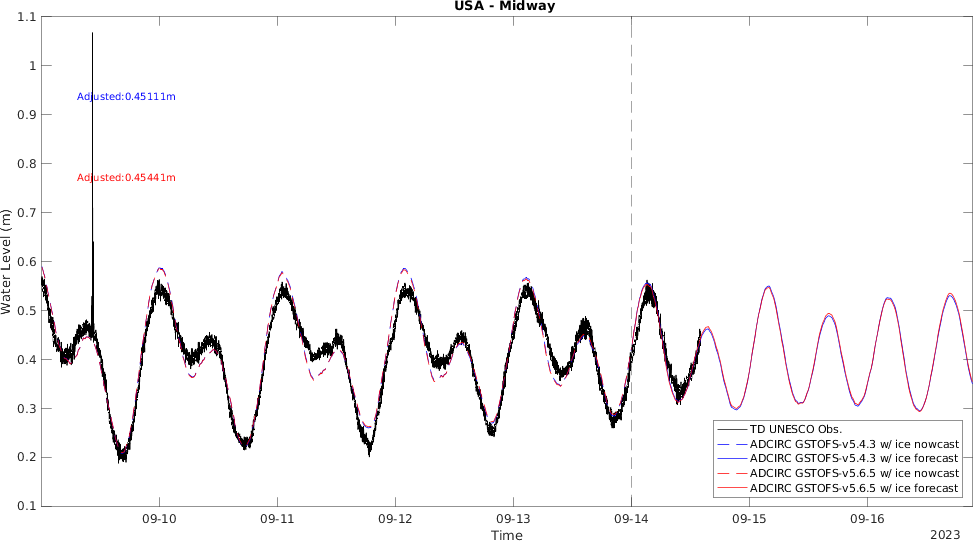 USA - Midway
1.1
1
0.9
0.8
0.7
0.6
0.5
0.4
0.3
0.2
0.1
Water Level (m)
Adjusted:0.45111m
Adjusted:0.45441m
TD UNESCO Obs.
ADCIRC GSTOFS-v5.4.3 w/ ice nowcast
ADCIRC GSTOFS-v5.4.3 w/ ice forecast
ADCIRC GSTOFS-v5.6.5 w/ ice nowcast
ADCIRC GSTOFS-v5.6.5 w/ ice forecast
09-10 09-11 09-12 09-13 09-14 09-15 09-16
Time
2023